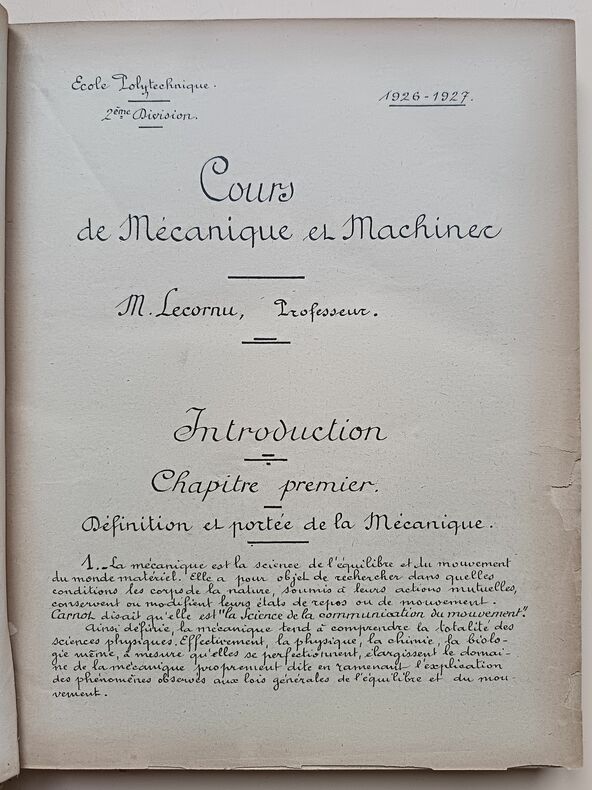 Ecole Polytechnique.
1926-1927.
2ème Division.
Cours
de Mécanique et Machines
M. Lecornu, Professeur.
Introduction
Chapitre premier.
Définition et portée de la Mécanique.
1._ La mécanique est la science de l'équilibre et du mouvement
du monde matériel. Elle a pour objet de rechercher dans quelles
conditions les corps de la nature, soumis à leurs actions mutuelles,
conservent ou modifient leurs états de repos ou de mouvement.
Carnot disait qu'elle est "la Science de la communication du mouvement".
Ainsi définie, la mécanique tend à comprendre la totalité des
sciences physiques. Effectivement, la physique, la chimie, la biolo-
gie même, à mesure qu'elles se perfectionnent, élargissent le domai-
ne de la mécanique proprement dite en ramenant l'explication
des phénomènes observés aux lois générales de l'équilibre et du mou-
vement.